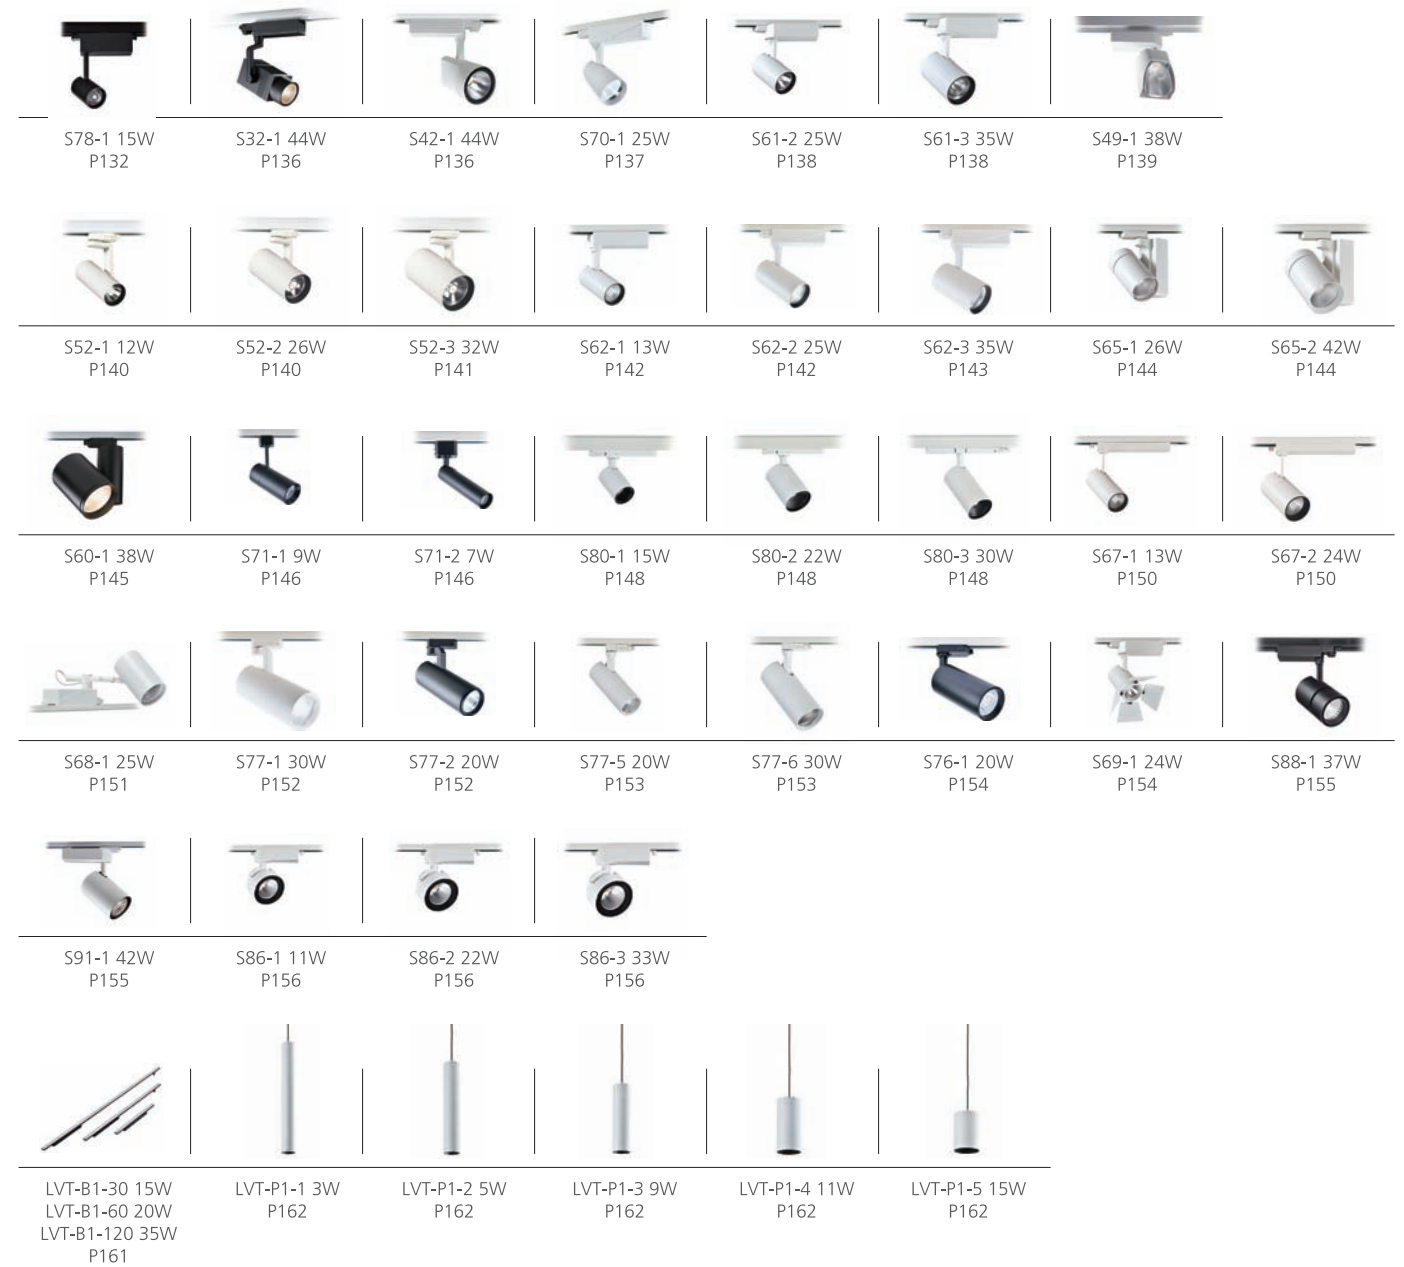 S78-1 15W
P132
S32-1 44W
P136
S42-1 44W
P136
S70-1 25W
P137
S61-2 25W
P138
S61-3 35W
P138
S49-1 38W
P139
S52-1 12W
P140
S52-2 26W
P140
S52-3 32W
P141
S62-1 13W
P142
S62-2 25W
P142
S62-3 35W
P143
S65-1 26W
P144
S65-2 42W
P144
S60-1 38W
P145
S71-1 9W
P146
S71-2 7W
P146
S80-1 15W
P148
S80-2 22W
P148
S80-3 30W
P148
S67-1 13W
P150
S67-2 24W
P150
S68-1 25W
P151
S77-1 30W
P152
S77-2 20W
P152
S77-5 20W
P153
S77-6 30W
P153
S76-1 20W
P154
S69-1 24W
P154
S88-1 37W
P155
S91-1 42W
P155
S86-1 11W
P156
S86-2 22W
P156
S86-3 33W
P156
LVT-B1-30 15W
LVT-B1-60 20W
LVT-B1-120 35W
P161
LVT-P1-1 3W
P162
LVT-P1-2 5W
P162
LVT-P1-3 9W
P162
LVT-P1-4 11W
P162
LVT-P1-5 15W
P162